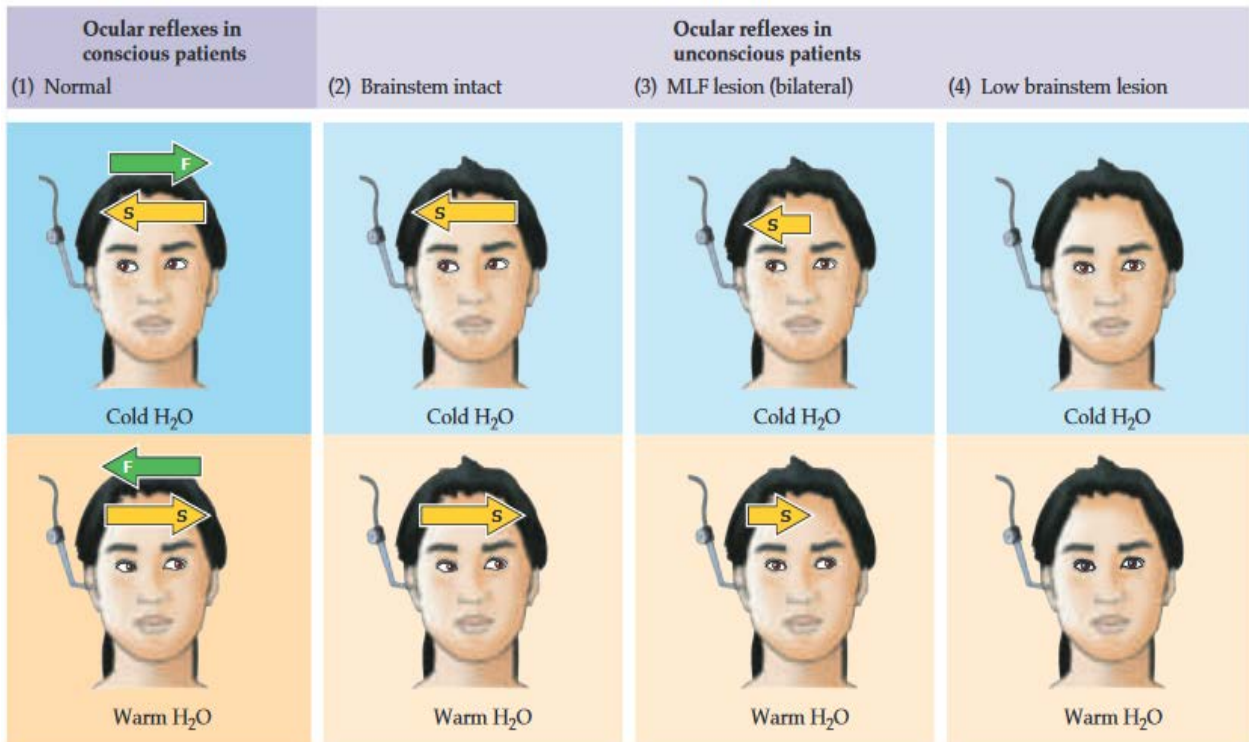 Ocular reflexes in
conscious patients
Ocular reflexes in
unconscious patients
(1) Normal
(2) Brainstem intact
(3) MLF lesion (bilateral)
(4) Low brainstem lesion
F
S
S
S
Cold H₂O
Cold H₂O
Cold H₂O
Cold H₂O
F
S
S
S
Warm H₂O
Warm H₂O
Warm H₂O
Warm H₂O